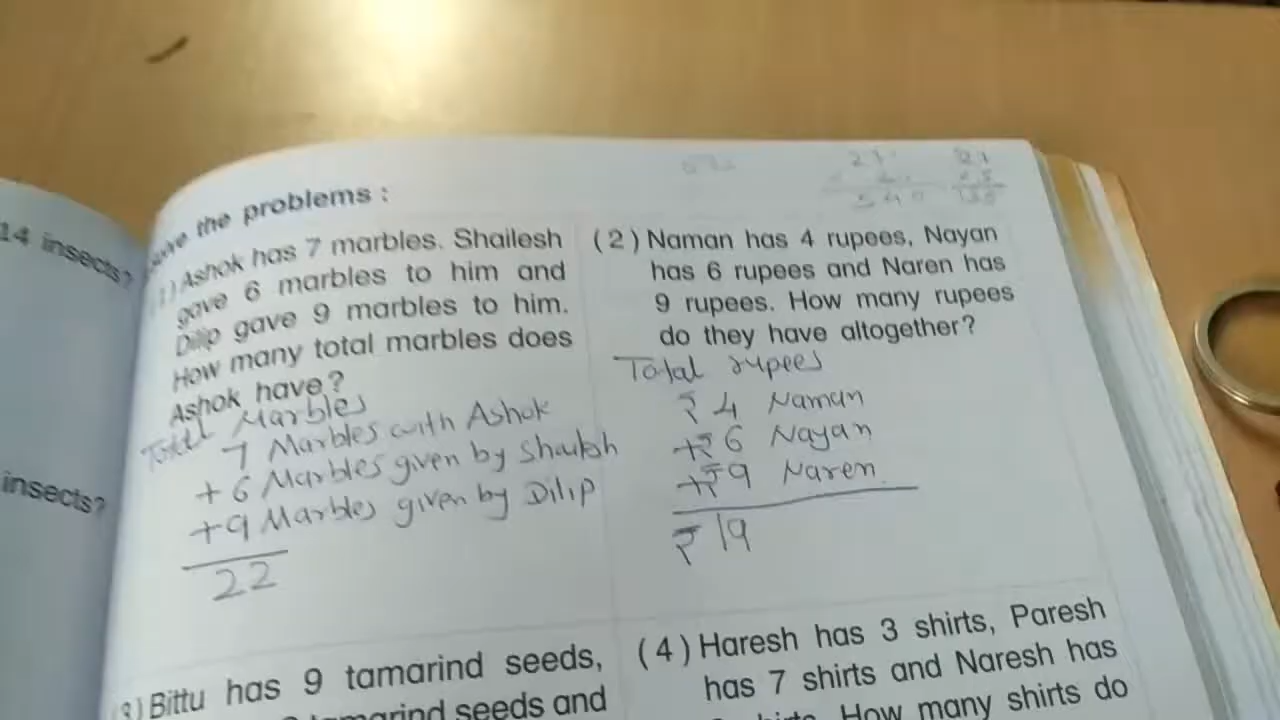 14 insects?
insects?
Solve the problems :
(1) Ashok has 7 marbles. Shailesh
gave 6 marbles to him and
Dilip gave 9 marbles to him.
How many total marbles does
Ashok have?
Total Marbles
7 Marbles with Ashok
+ 6 Marbles given by Shailesh
+9 Marbles given by Dilip
22
(2) Naman has 4 rupees, Nayan
has 6 rupees and Naren has
9 rupees. How many rupees
do they have altogether?
Total rupees
₹ 4 Naman
+₹ 6 Nayan
+₹ 9 Naren
₹ 19
3) Bittu has 9 tamarind seeds,
tamarind seeds and
(4) Haresh has 3 shirts, Paresh
has 7 shirts and Naresh has
shirts. How many shirts do